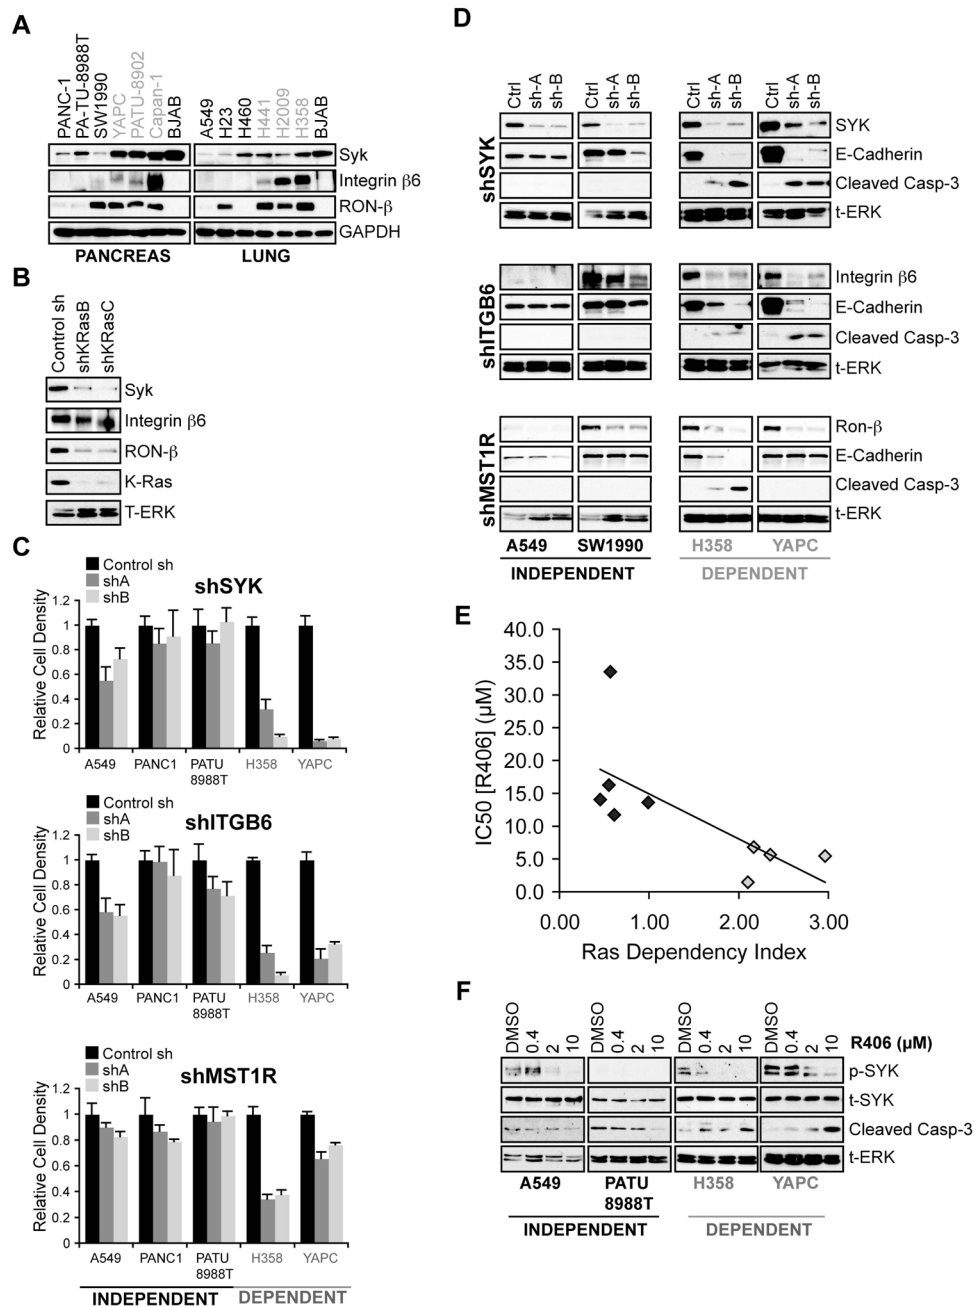 A
PANC-1
PA-TU-8988T
SW1990
YAPC
PATU-8902
Capan-1
BJAB
A549
H23
H460
H441
H2009
H358
BJAB
Syk
Integrin β6
RON-β
GAPDH
PANCREAS LUNG
B
Control sh
shKRasB
shKRasC
Syk
Integrin β6
RON-β
K-Ras
T-ERK
C
Control sh
shA
shB
shSYK
Relative Cell Density
1.2
1
0.8
0.6
0.4
0.2
0
A549 PANC1 PATU 8988T H358 YAPC
Control sh
shA
shB
shITGB6
Relative Cell Density
1.2
1
0.8
0.6
0.4
0.2
0
A549 PANC1 PATU 8988T H358 YAPC
Control sh
shA
shB
shMST1R
Relative Cell Density
1.2
1
0.8
0.6
0.4
0.2
0
A549 PANC1 PATU 8988T H358 YAPC
INDEPENDENT DEPENDENT
D
Ctrl sh-A sh-B Ctrl sh-A sh-B Ctrl sh-A sh-B Ctrl sh-A sh-B
shSYK
SYK
E-Cadherin
Cleaved Casp-3
t-ERK
shITGB6
Integrin β6
E-Cadherin
Cleaved Casp-3
t-ERK
shMST1R
Ron-β
E-Cadherin
Cleaved Casp-3
t-ERK
A549 SW1990 H358 YAPC
INDEPENDENT DEPENDENT
E
IC50 [R406] (µM)
40.0
35.0
30.0
25.0
20.0
15.0
10.0
5.0
0.0
0.00 1.00 2.00 3.00
Ras Dependency Index
F
DMSO 0.4 2 10 DMSO 0.4 2 10 DMSO 0.4 2 10 DMSO 0.4 2 10 R406 (µM)
p-SYK
t-SYK
Cleaved Casp-3
t-ERK
A549 PATU 8988T H358 YAPC
INDEPENDENT DEPENDENT